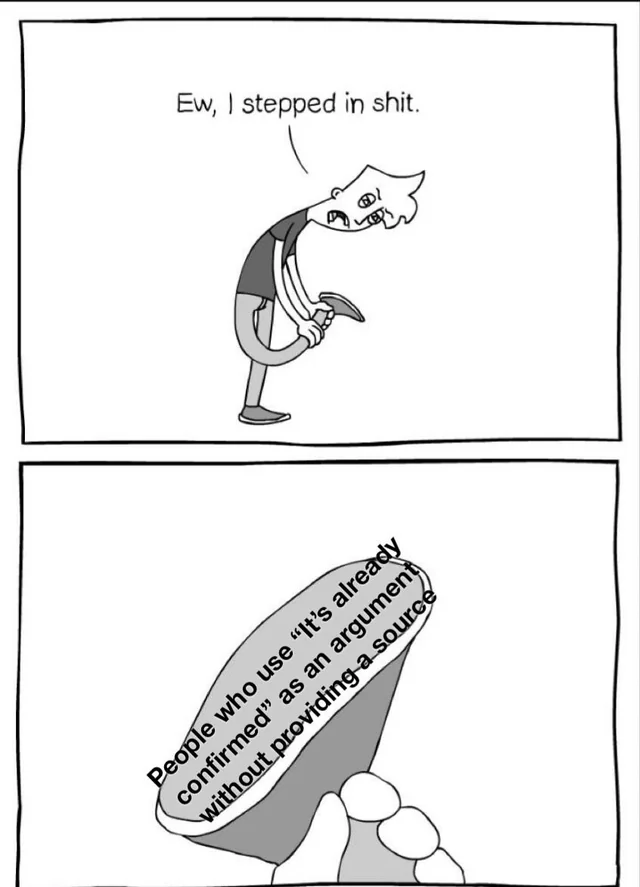 Ew, I stepped in shit.
People who use “It’s already
confirmed” as an argument
without providing a source